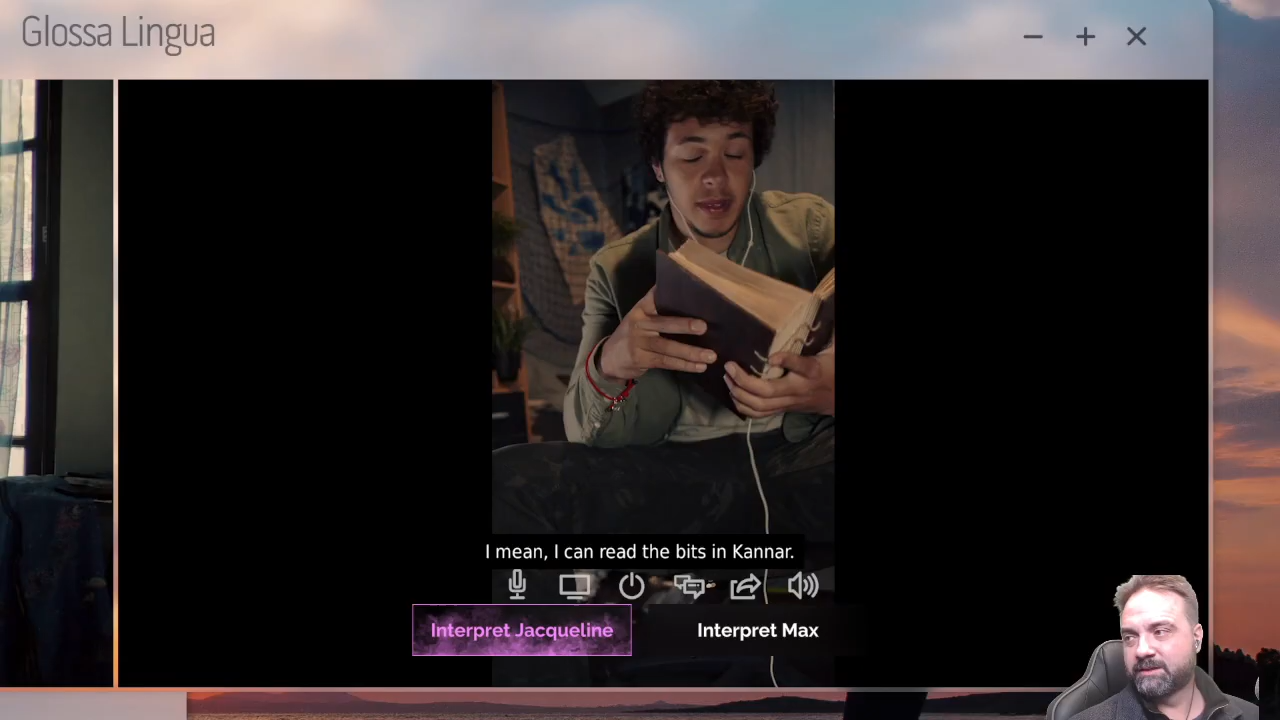 Glossa Lingua
I mean, I can read the bits in Kannar.
Interpret Jacqueline
Interpret Max